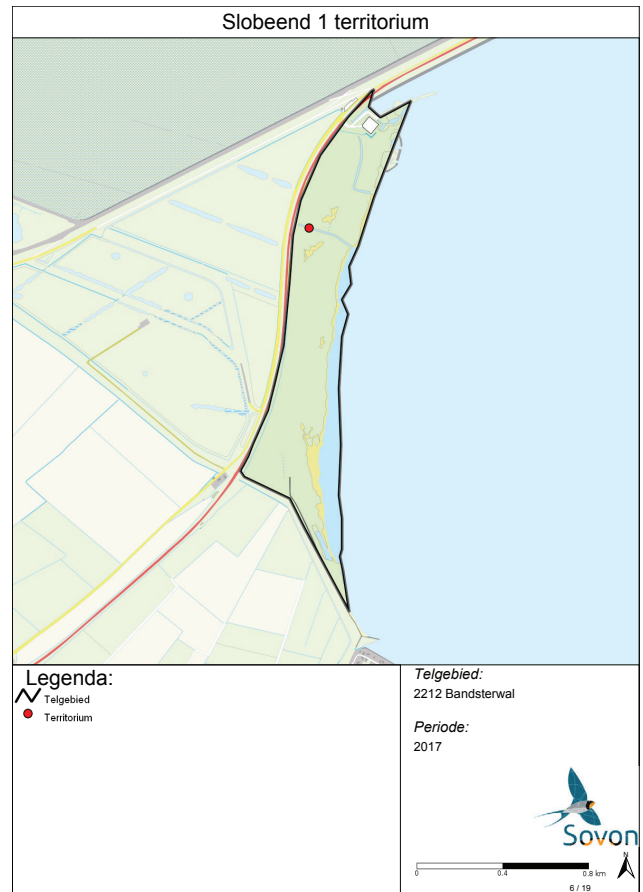 Slobeend 1 territorium
Legenda:
Telgebied
Territorium
Telgebied:
2212 Bandsterwal
Periode:
2017
Sovon
N
0 0.4 0.8 km
6 / 19